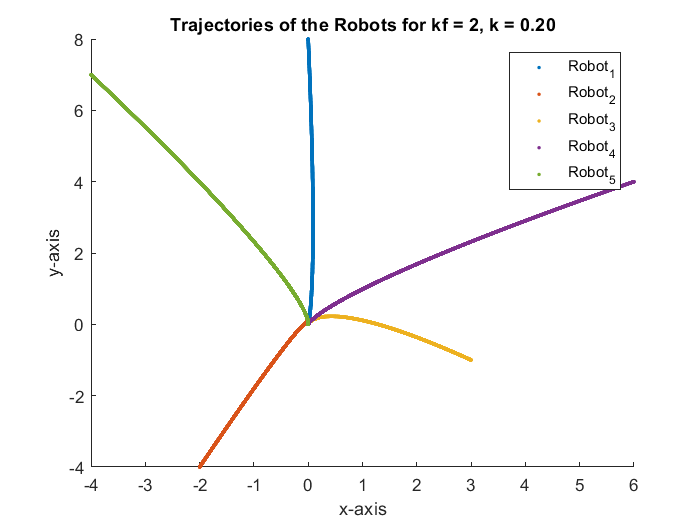 Trajectories of the Robots for kf = 2, k = 0.20
Robot1
Robot2
Robot3
Robot4
Robot5
8
6
4
2
0
-2
-4
y-axis
-4
-3
-2
-1
0
1
2
3
4
5
6
x-axis